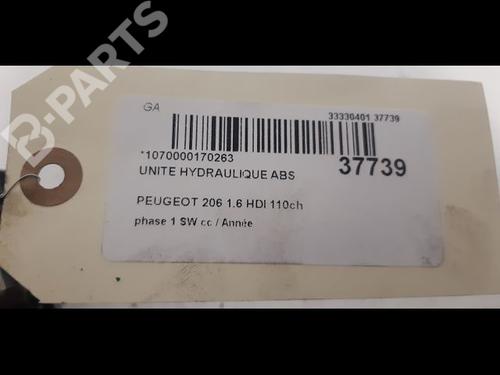 B-PARTS
GA
33330401 37739
*1070000170263
37739
UNITE HYDRAULIQUE ABS
PEUGEOT 206 1.6 HDI 110ch
phase 1 SW cc / Année